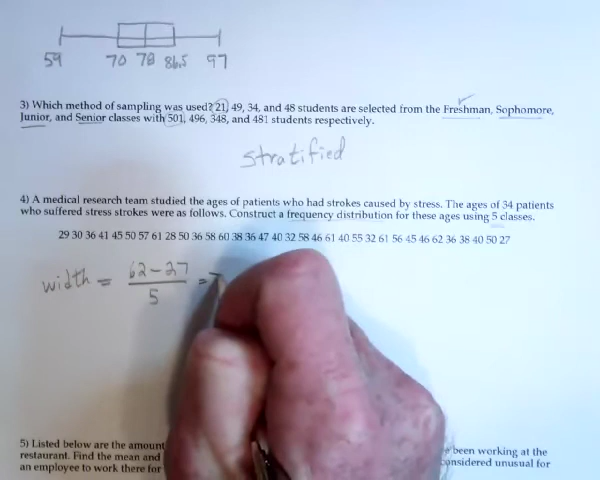 59 70 78 86.5 97
3) Which method of sampling was used? 21, 49, 34, and 48 students are selected from the Freshman, Sophomore,
Junior, and Senior classes with 501, 496, 348, and 481 students respectively.
stratified
4) A medical research team studied the ages of patients who had strokes caused by stress. The ages of 34 patients
who suffered stress strokes were as follows. Construct a frequency distribution for these ages using 5 classes.
29 30 36 41 45 50 57 61 28 50 36 58 60 38 36 47 40 32 58 46 61 40 55 32 61 56 45 46 62 36 38 40 50 27
width = 62-27 =7
5
5) Listed below are the amount been working at the
restaurant. Find the mean and considered unusual for
an employee to work there for